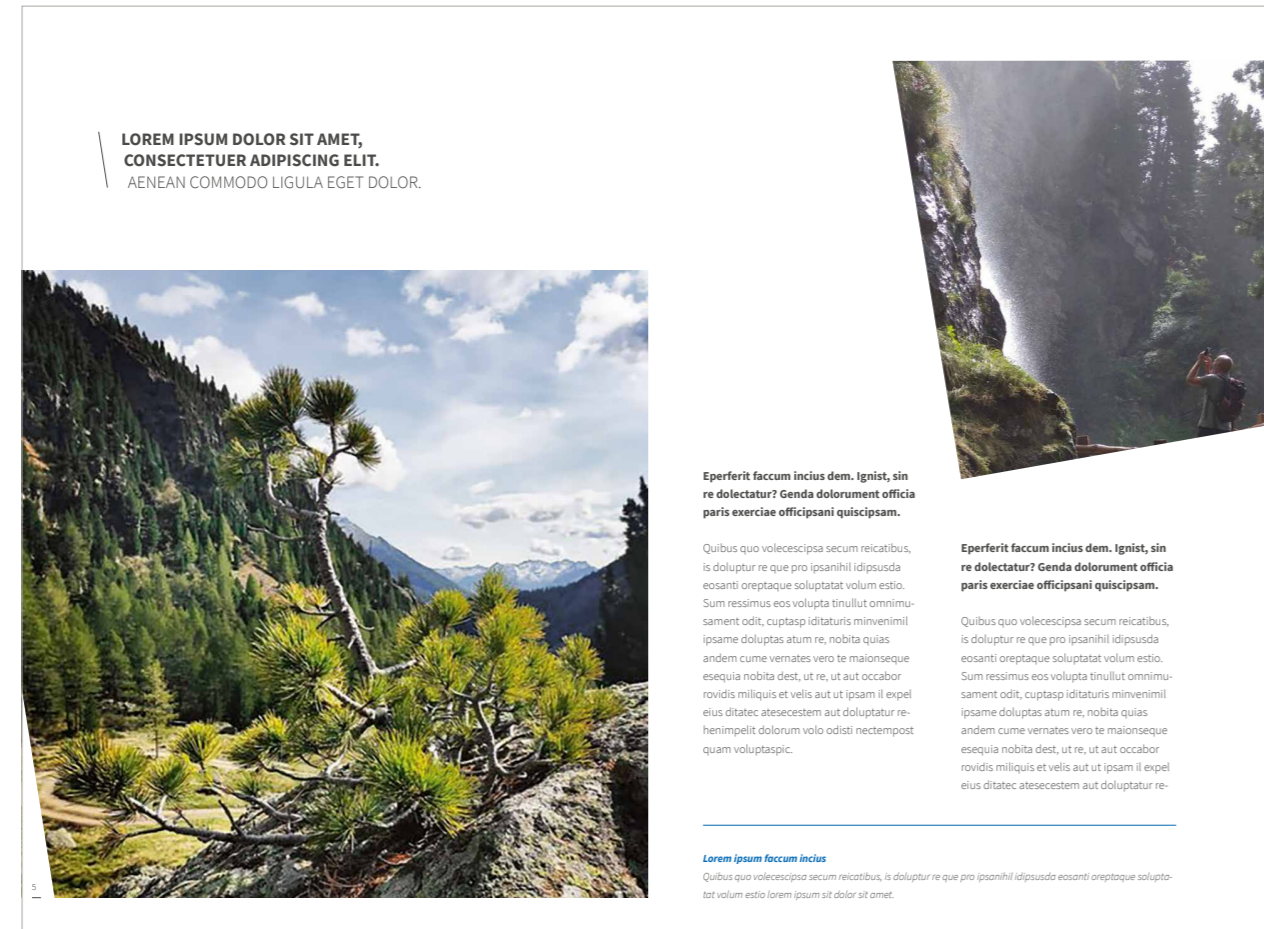 LOREM IPSUM DOLOR SIT AMET,
CONSECTETUER ADIPISCING ELIT.
AENEAN COMMODO LIGULA EGET DOLOR.
Eperferit faccum incius dem. Ignist, sin
re dolectatur? Genda dolorument officia
paris exerciae officipsani quiscipsam.
Quibus quo volecescipsa secum reicatibus,
is doluptur re que pro ipsanihil idipsusda
eosanti oreptaque soluptatat volum estio.
Sum ressimus eos volupta tinullut omnimu-
sament odit, cuptasp iditaturis minvenimil
ipsame doluptas atum re, nobita quias
andem cume vernates vero te maionseque
esequia nobita dest, ut re, ut aut occabor
rovidis miliquis et velis aut ut ipsam il expel
eius ditatec atesecestem aut doluptatur re-
henimpelit dolorum volo odisti nectempost
quam voluptaspic.
Eperferit faccum incius dem. Ignist, sin
re dolectatur? Genda dolorument officia
paris exerciae officipsani quiscipsam.
Quibus quo volecescipsa secum reicatibus,
is doluptur re que pro ipsanihil idipsusda
eosanti oreptaque soluptatat volum estio.
Sum ressimus eos volupta tinullut omnimu-
sament odit, cuptasp iditaturis minvenimil
ipsame doluptas atum re, nobita quias
andem cume vernates vero te maionseque
esequia nobita dest, ut re, ut aut occabor
rovidis miliquis et velis aut ut ipsam il expel
eius ditatec atesecestem aut doluptatur re-
Lorem ipsum faccum incius
Quibus quo volecescipsa secum reicatibus, is doluptur re que pro ipsanihil idipsusda eosanti oreptaque solupta-
tat volum estio lorem ipsum sit dolor sit amet.
5